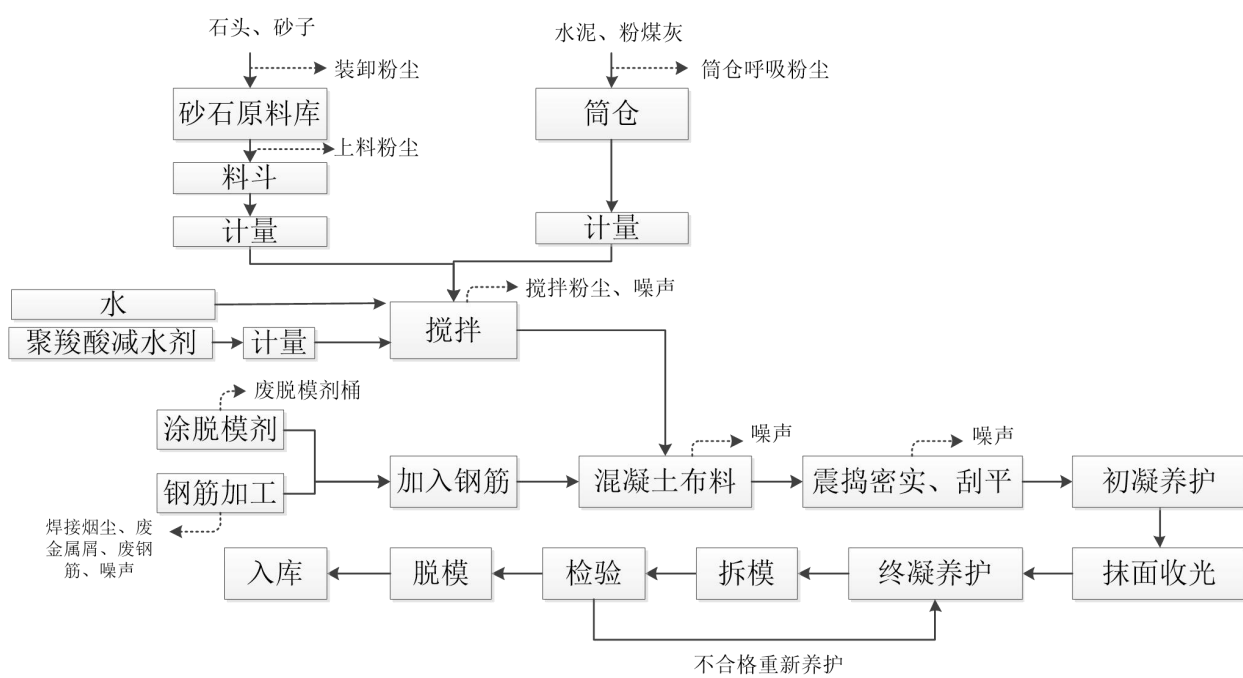 石头、砂子
水泥、粉煤灰
装卸粉尘
筒仓呼吸粉尘
砂石原料库
筒仓
上料粉尘
料斗
计量
计量
搅拌粉尘、噪声
水
搅拌
聚羧酸减水剂
计量
废脱模剂桶
涂脱模剂
噪声
噪声
钢筋加工
加入钢筋
混凝土布料
震捣密实、刮平
初凝养护
焊接烟尘、废
金属屑、废钢
筋、噪声
入库
脱模
检验
拆模
终凝养护
抹面收光
不合格重新养护